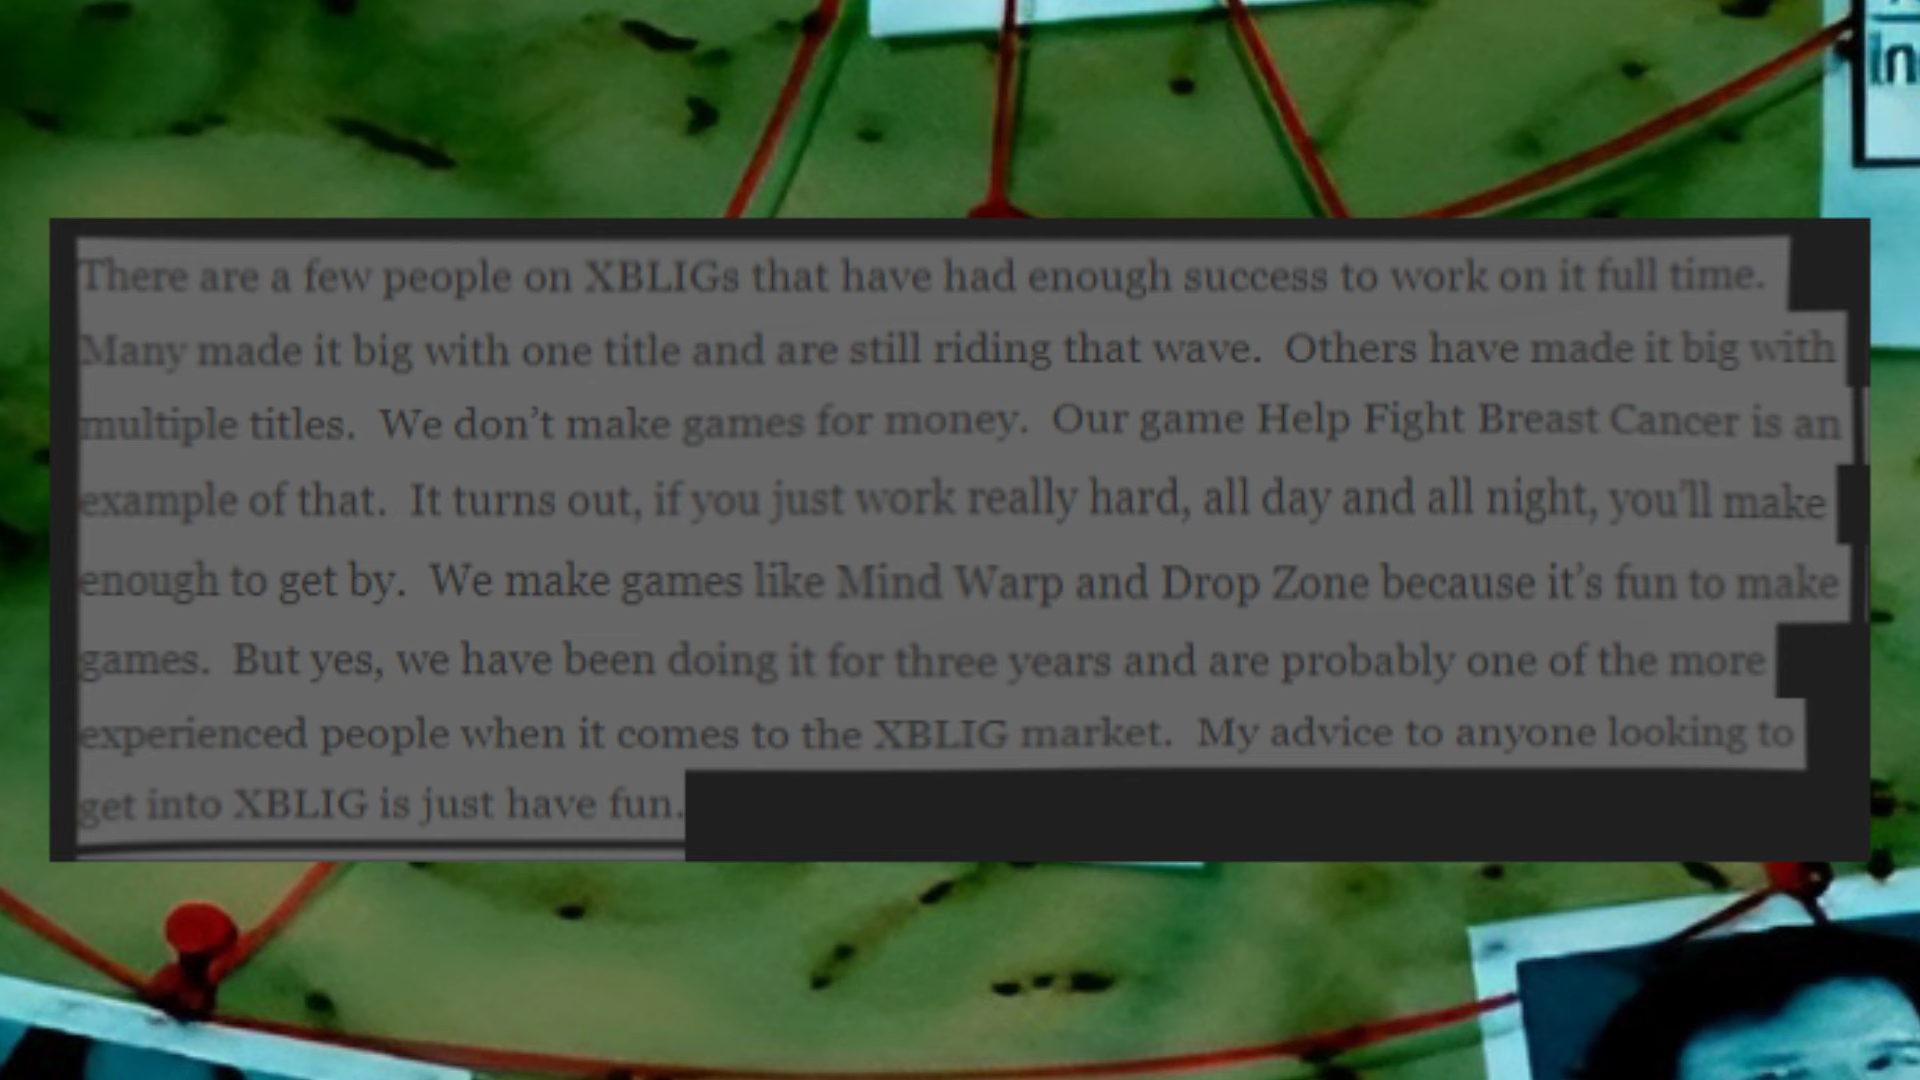 In
There are a few people on XBLIGs that have had enough success to work on it full time.
Many made it big with one title and are still riding that wave.  Others have made it big with
multiple titles.  We don’t make games for money.  Our game Help Fight Breast Cancer is an
example of that.  It turns out, if you just work really hard, all day and all night, you’ll make
enough to get by.  We make games like Mind Warp and Drop Zone because it’s fun to make
games.  But yes, we have been doing it for three years and are probably one of the more
experienced people when it comes to the XBLIG market.  My advice to anyone looking to
get into XBLIG is just have fun.